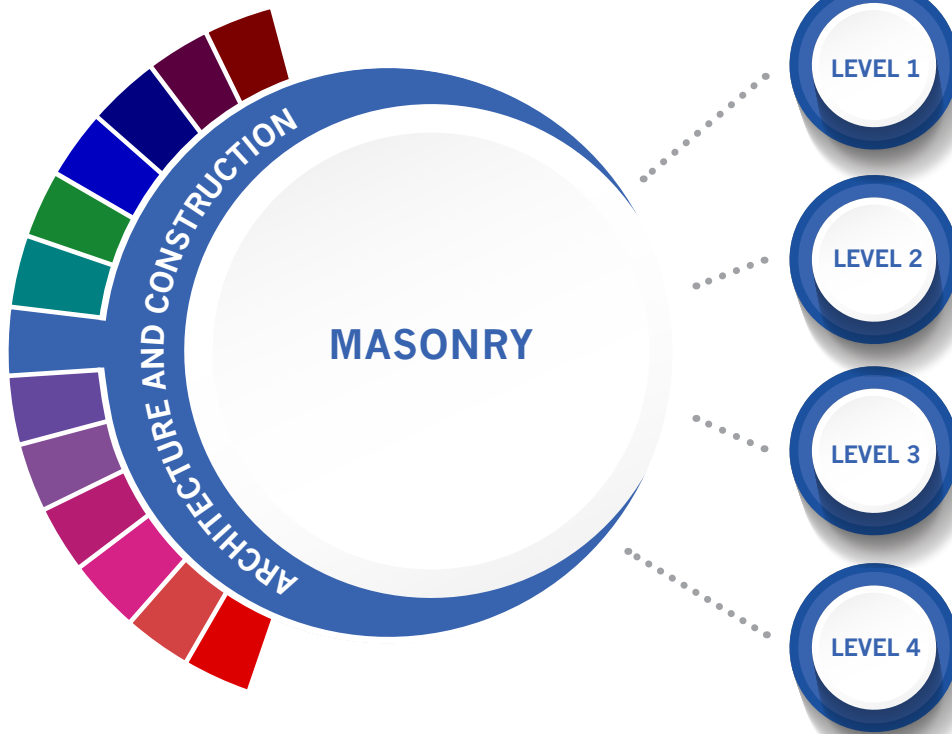 ARCHITECTURE AND CONSTRUCTION
MASONRY
LEVEL 1
LEVEL 2
LEVEL 3
LEVEL 4